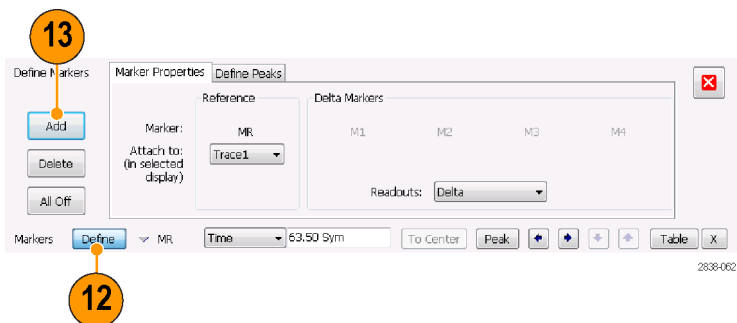 13
Define Markers
Marker Properties
Define Peaks
Reference
Delta Markers
Add
Marker:
MR
M1
M2
M3
M4
Attach to:
(in selected
display)
Trace1
Delete
Readouts:
Delta
All Off
Markers
Define
MR
Time
63.50 Sym
To Center
Peak
Table
X
2838-062
12